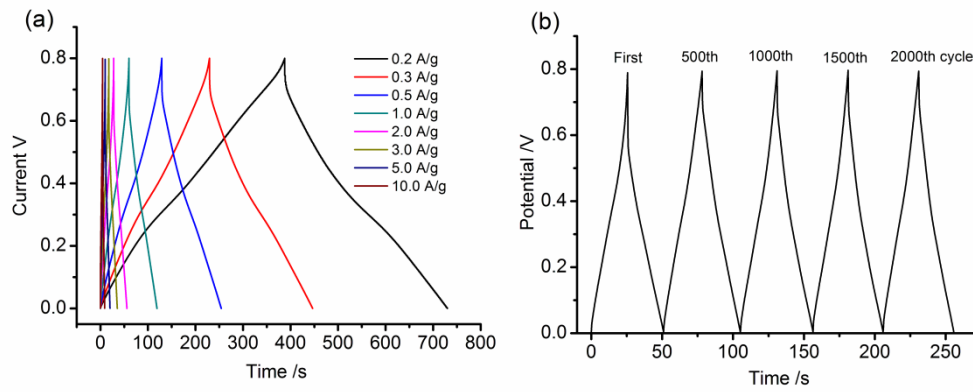 (a)
0.8
0.6
0.4
0.2
0.0
Current V
0 100 200 300 400 500 600 700 800
Time /s
0.2 A/g
0.3 A/g
0.5 A/g
1.0 A/g
2.0 A/g
3.0 A/g
5.0 A/g
10.0 A/g
(b)
0.8
0.6
0.4
0.2
0.0
Potential /V
First 500th 1000th 1500th 2000th cycle
0 50 100 150 200 250
Time /s